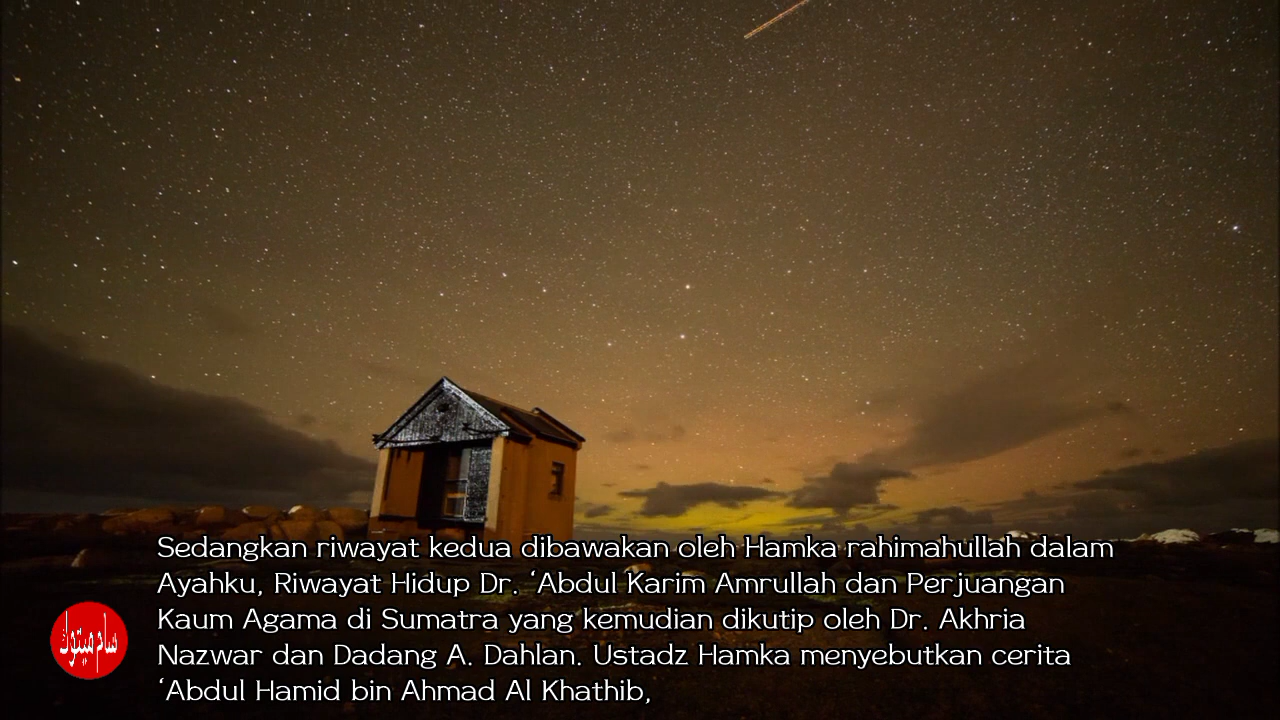 Sedangkan riwayat kedua dibawakan oleh Hamka rahimahullah dalam
Ayahku, Riwayat Hidup Dr. ‘Abdul Karim Amrullah dan Perjuangan
Kaum Agama di Sumatra yang kemudian dikutip oleh Dr. Akhria
Nazwar dan Dadang A. Dahlan. Ustadz Hamka menyebutkan cerita
‘Abdul Hamid bin Ahmad Al Khathib,
سام ميتوك